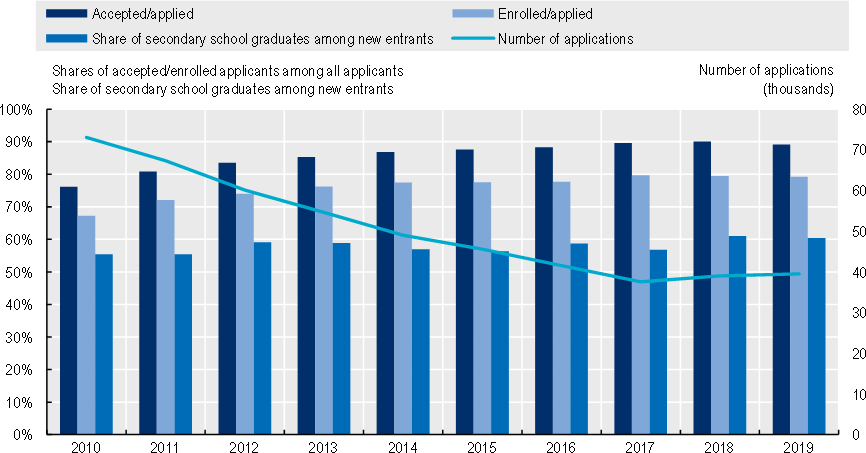 Accepted/applied
Enrolled/applied
Share of secondary school graduates among new entrants
Number of applications
Shares of accepted/enrolled applicants among all applicants
Share of secondary school graduates among new entrants
Number of applications
(thousands)
100%
90%
80%
70%
60%
50%
40%
30%
20%
10%
0%
80
70
60
50
40
30
20
10
0
2010 2011 2012 2013 2014 2015 2016 2017 2018 2019